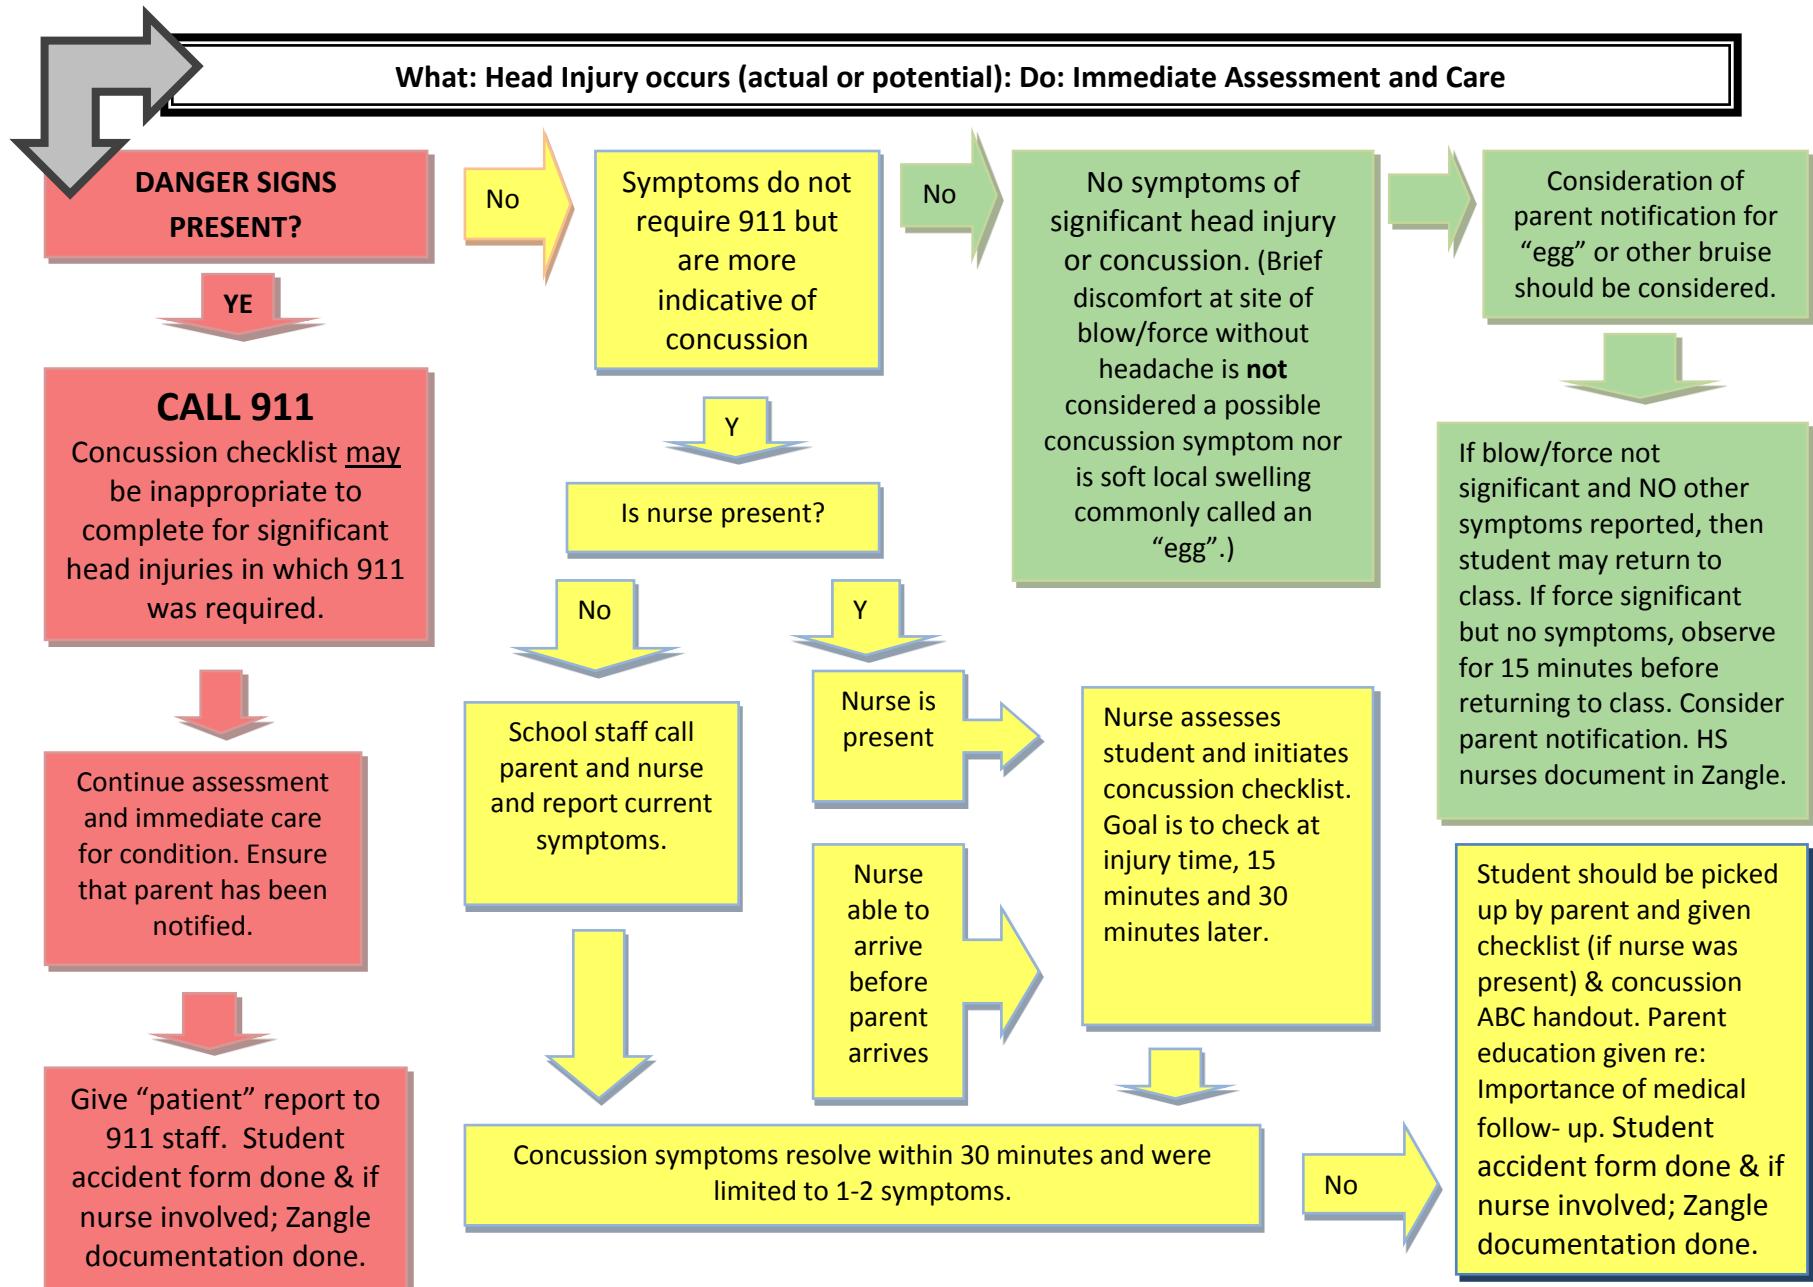 What: Head Injury occurs (actual or potential): Do: Immediate Assessment and Care
DANGER SIGNS
PRESENT?
YE
CALL 911
Concussion checklist may
be inappropriate to
complete for significant
head injuries in which 911
was required.
Continue assessment
and immediate care
for condition. Ensure
that parent has been
notified.
Give “patient” report to
911 staff.  Student
accident form done & if
nurse involved; Zangle
documentation done.
No
Symptoms do not
require 911 but
are more
indicative of
concussion
Y
Is nurse present?
No
School staff call
parent and nurse
and report current
symptoms.
Y
Nurse is
present
Nurse
able to
arrive
before
parent
arrives
Nurse assesses
student and initiates
concussion checklist.
Goal is to check at
injury time, 15
minutes and 30
minutes later.
Concussion symptoms resolve within 30 minutes and were
limited to 1-2 symptoms.
No
Student should be picked
up by parent and given
checklist (if nurse was
present) & concussion
ABC handout. Parent
education given re:
Importance of medical
follow- up. Student
accident form done & if
nurse involved; Zangle
documentation done.
No
No symptoms of
significant head injury
or concussion. (Brief
discomfort at site of
blow/force without
headache is not
considered a possible
concussion symptom nor
is soft local swelling
commonly called an
“egg”.)
Consideration of
parent notification for
“egg” or other bruise
should be considered.
If blow/force not
significant and NO other
symptoms reported, then
student may return to
class. If force significant
but no symptoms, observe
for 15 minutes before
returning to class. Consider
parent notification. HS
nurses document in Zangle.